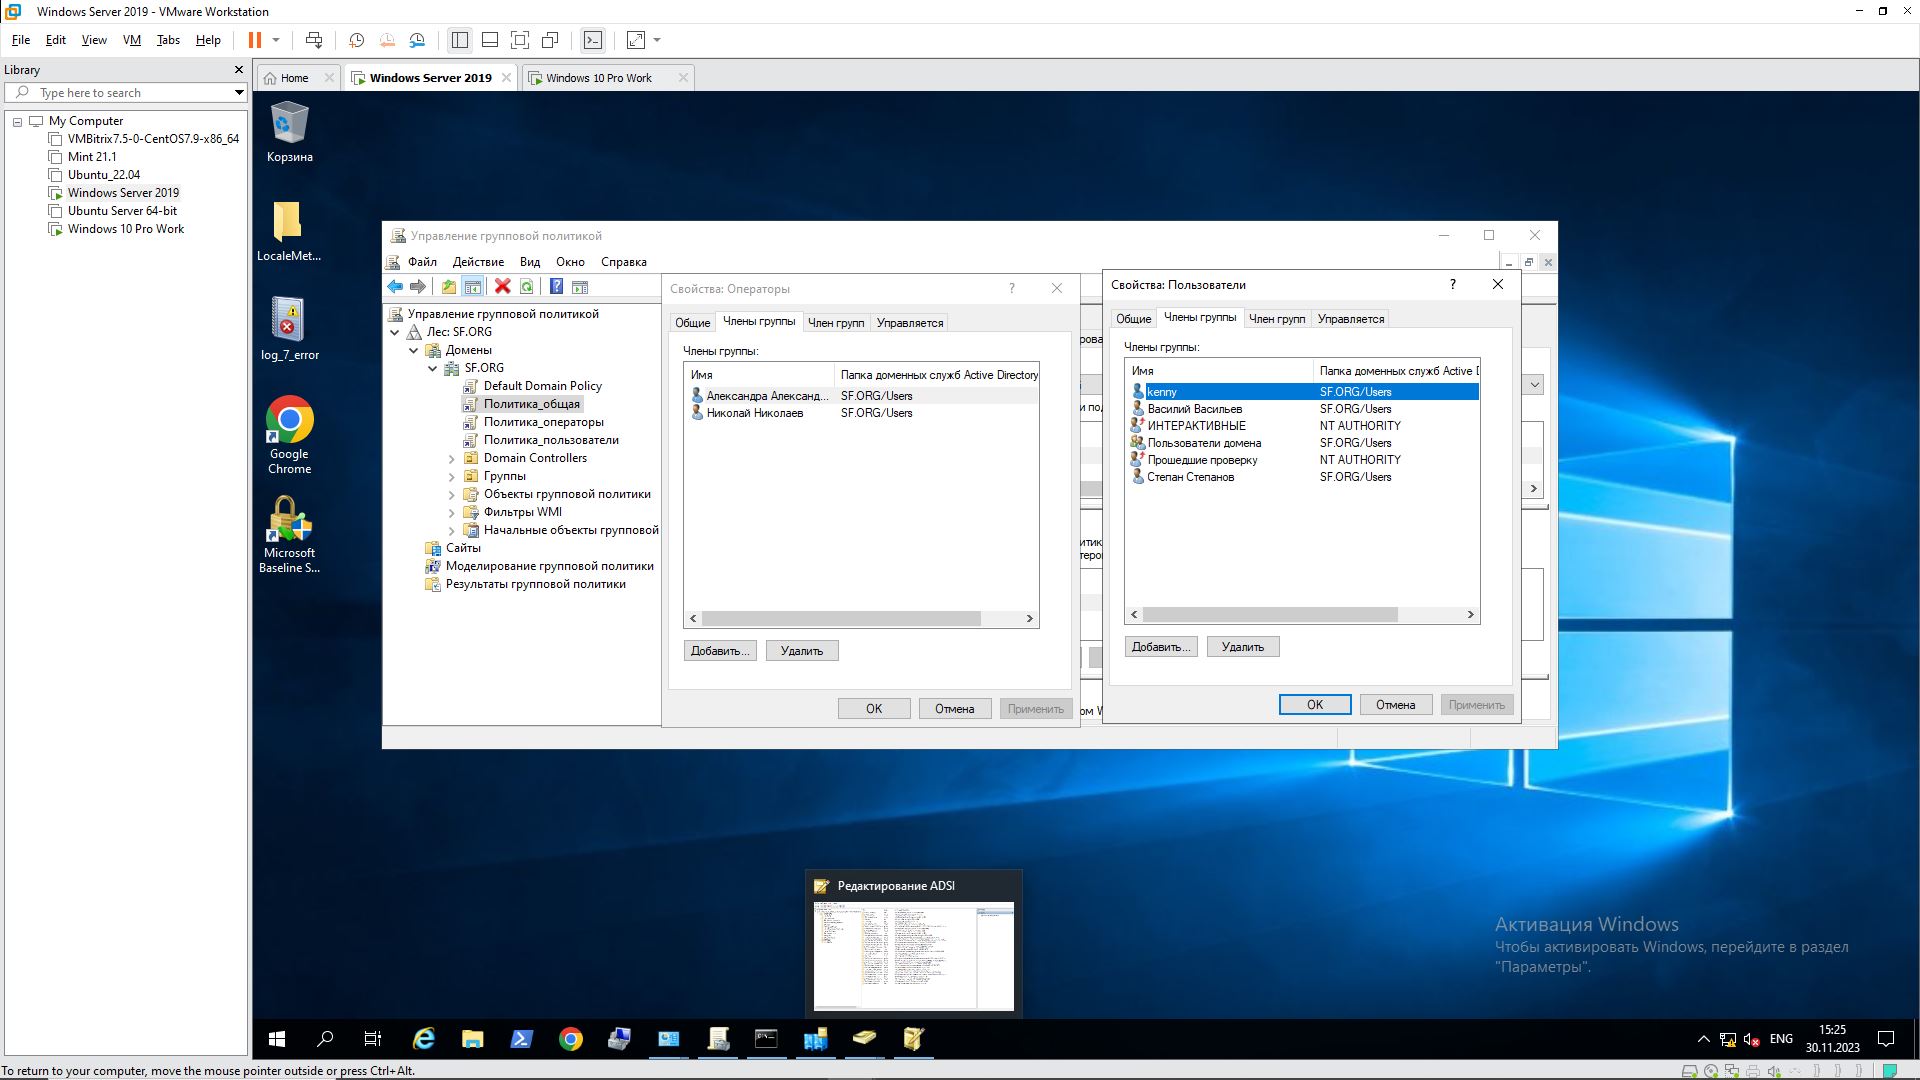 Windows Server 2019 - VMware Workstation
File Edit View VM Tabs Help
Library
Type here to search
My Computer
VMBitrix7.5-0-CentOS7.9-x86_64
Mint 21.1
Ubuntu_22.04
Windows Server 2019
Ubuntu Server 64-bit
Windows 10 Pro Work
Home
Windows Server 2019
Windows 10 Pro Work
Корзина
LocaleMet...
log_7_error
Google
Chrome
Microsoft
Baseline S...
Управление групповой политикой
Файл Действие Вид Окно Справка
Управление групповой политикой
Лес: SF.ORG
Домены
SF.ORG
Default Domain Policy
Политика_общая
Политика_операторы
Политика_пользователи
Domain Controllers
Группы
Объекты групповой политики
Фильтры WMI
Начальные объекты групповой
Сайты
Моделирование групповой политики
Результаты групповой политики
Свойства: Операторы
?
Общие Члены группы Член групп Управляется
Члены группы:
Имя Папка доменных служб Active Directory
Александра Александ... SF.ORG/Users
Николай Николаев SF.ORG/Users
Добавить... Удалить
OK Отмена Применить
Свойства: Пользователи
?
Общие Члены группы Член групп Управляется
Члены группы:
Имя Папка доменных служб Active D
kenny SF.ORG/Users
Василий Васильев SF.ORG/Users
ИНТЕРАКТИВНЫЕ NT AUTHORITY
Пользователи домена SF.ORG/Users
Прошедшие проверку NT AUTHORITY
Степан Степанов SF.ORG/Users
Добавить... Удалить
OK Отмена Применить
Редактирование ADSI
Активация Windows
Чтобы активировать Windows, перейдите в раздел
"Параметры".
ENG
15:25
30.11.2023
To return to your computer, move the mouse pointer outside or press Ctrl+Alt.